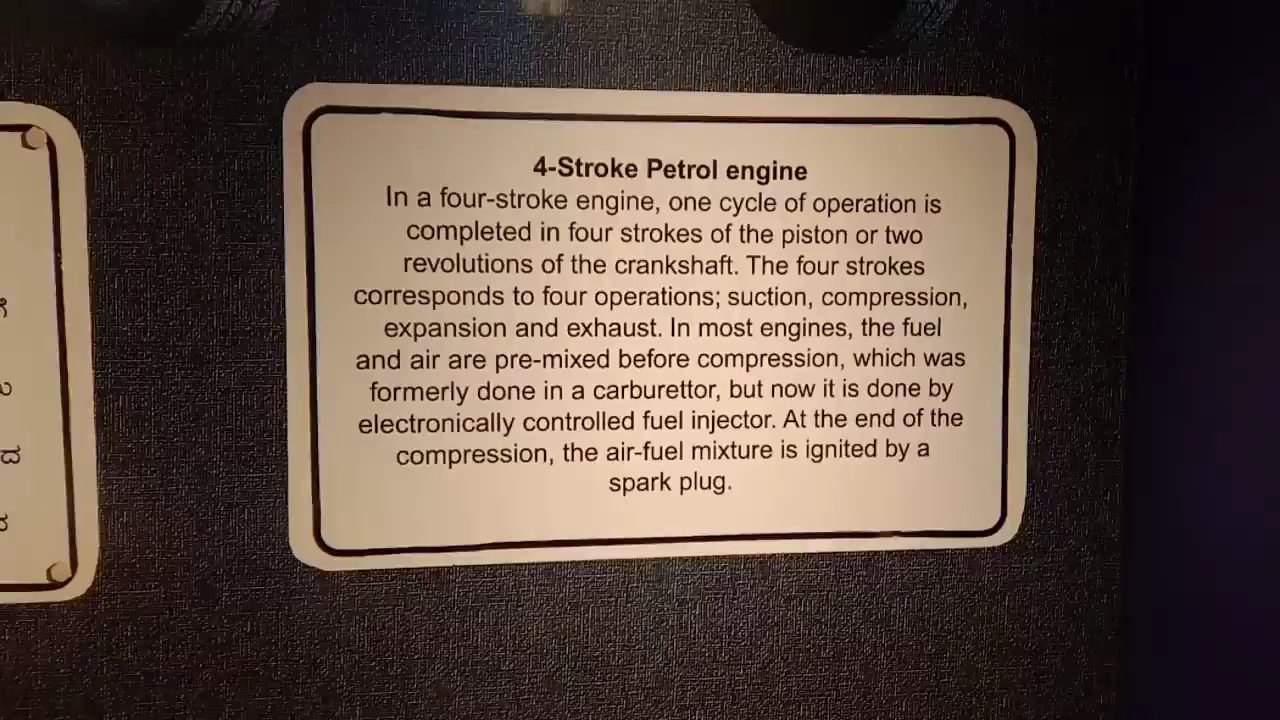 4-Stroke Petrol engine
In a four-stroke engine, one cycle of operation is
completed in four strokes of the piston or two
revolutions of the crankshaft. The four strokes
corresponds to four operations; suction, compression,
expansion and exhaust. In most engines, the fuel
and air are pre-mixed before compression, which was
formerly done in a carburettor, but now it is done by
electronically controlled fuel injector. At the end of the
compression, the air-fuel mixture is ignited by a
spark plug.